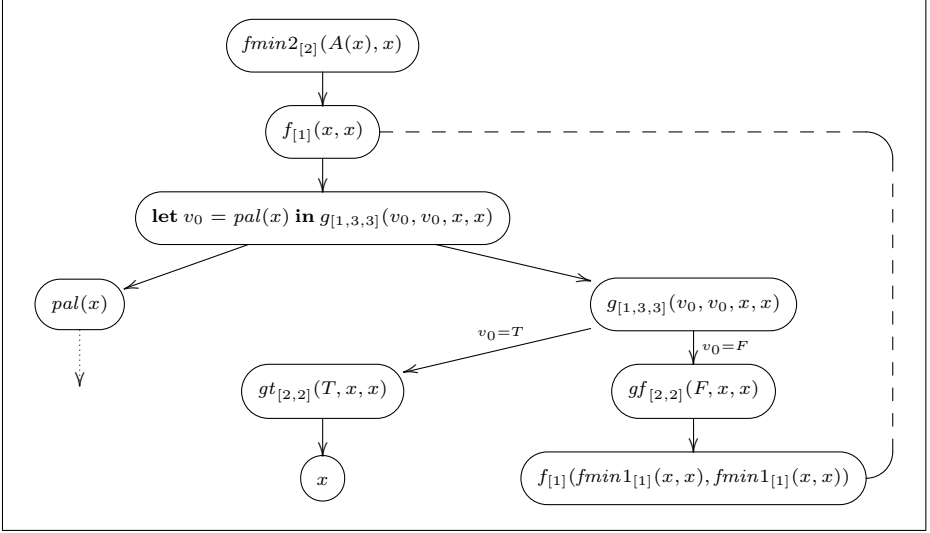 fmin2[2](A(x), x)
f[1](x, x)
let v0 = pal(x) in g[1,3,3](v0, v0, x, x)
pal(x)
g[1,3,3](v0, v0, x, x)
v0=T
v0=F
gt[2,2](T, x, x)
gf[2,2](F, x, x)
x
f[1](fmin1[1](x, x), fmin1[1](x, x))